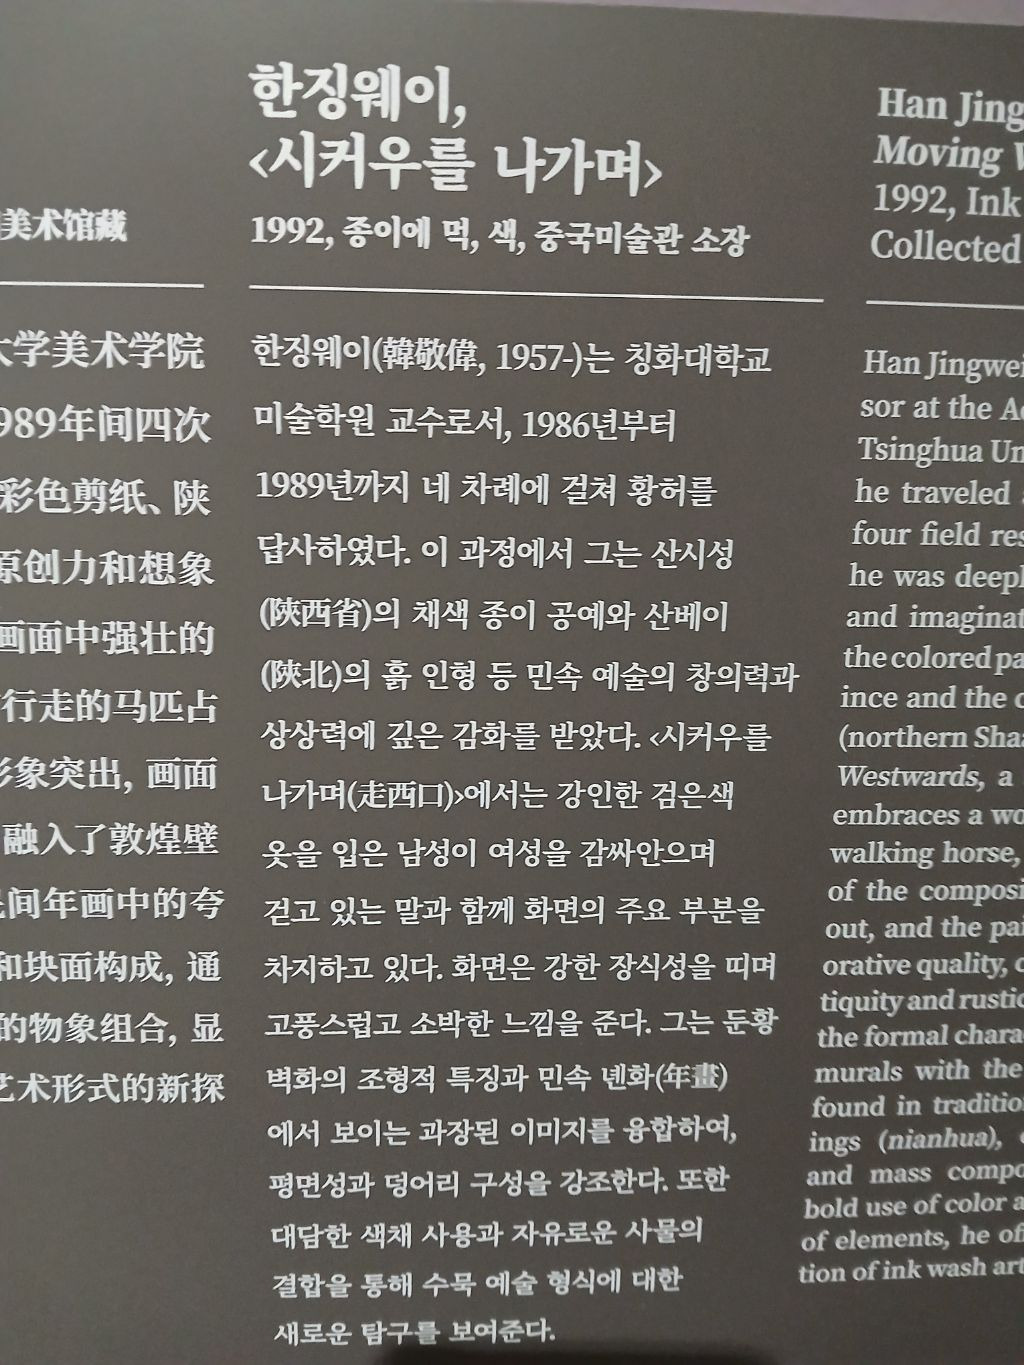 美术馆藏
大学美术学院
989年间四次
彩色剪纸、陕
原创力和想象
画面中强壮的
行走的马匹占
形象突出, 画面
融入了敦煌壁
民间年画中的夸
和块面构成, 通
的物象组合, 显
艺术形式的新探
한징웨이,
<시커우를 나가며>
1992, 종이에 먹, 색, 중국미술관 소장
한징웨이(韓敬偉, 1957-)는 칭화대학교
미술학원 교수로서, 1986년부터
1989년까지 네 차례에 걸쳐 황허를
답사하였다. 이 과정에서 그는 산시성
(陝西省)의 채색 종이 공예와 산베이
(陝北)의 흙 인형 등 민속 예술의 창의력과
상상력에 깊은 감화를 받았다. <시커우를
나가며(走西口)>에서는 강인한 검은색
옷을 입은 남성이 여성을 감싸안으며
걷고 있는 말과 함께 화면의 주요 부분을
차지하고 있다. 화면은 강한 장식성을 띠며
고풍스럽고 소박한 느낌을 준다. 그는 둔황
벽화의 조형적 특징과 민속 녠화(年畫)
에서 보이는 과장된 이미지를 융합하여,
평면성과 덩어리 구성을 강조한다. 또한
대담한 색채 사용과 자유로운 사물의
결합을 통해 수묵 예술 형식에 대한
새로운 탐구를 보여준다.
Han Jing
Moving
1992, Ink
Collected
Han Jingwei
sor at the
Tsinghua Un
he traveled
four field res
he was deepl
and imaginat
the colored pa
ince and the c
(northern Shaa
Westwards, a
embraces a wo
walking horse,
of the composi
out, and the pai
orative quality,
tiquity and rustic
the formal chara
murals with the
found in traditio
ings (nianhua),
and mass compo
bold use of color a
of elements, he off
tion of ink wash art